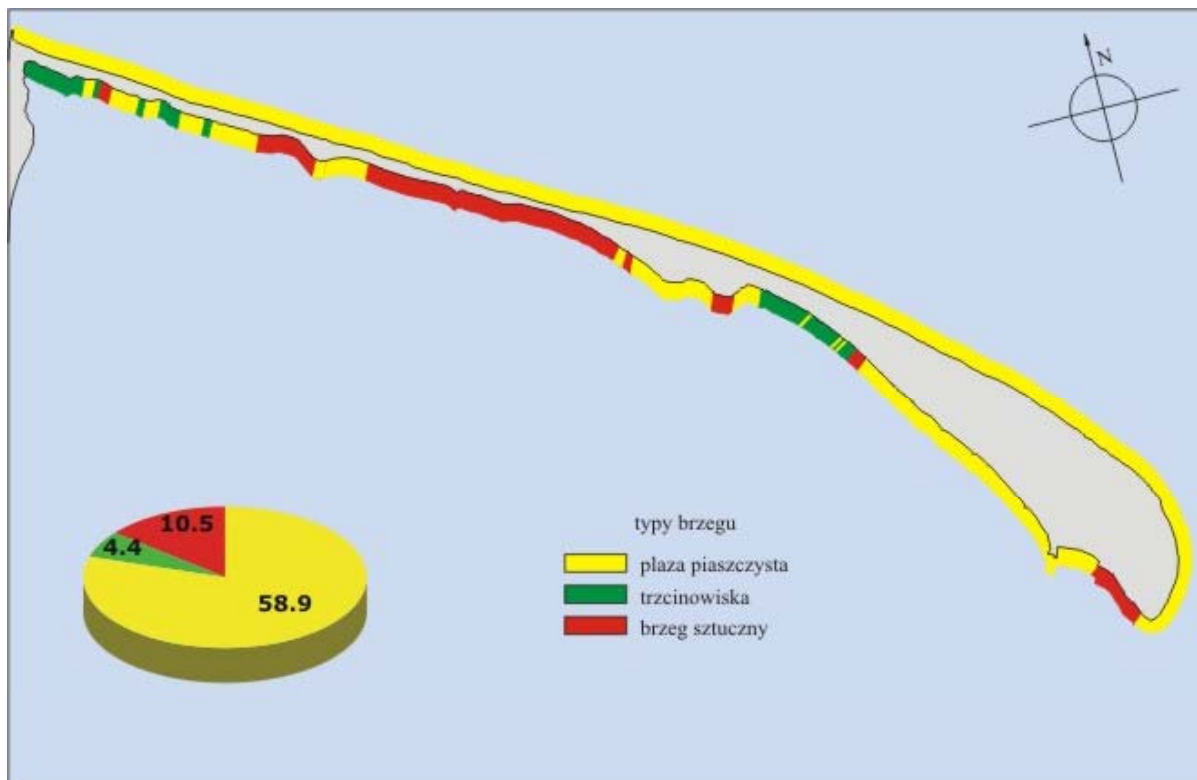 N
10.5
4.4
58.9
typy brzegu
plaza piaszczysta
trzcinowiska
brzeg sztuczny